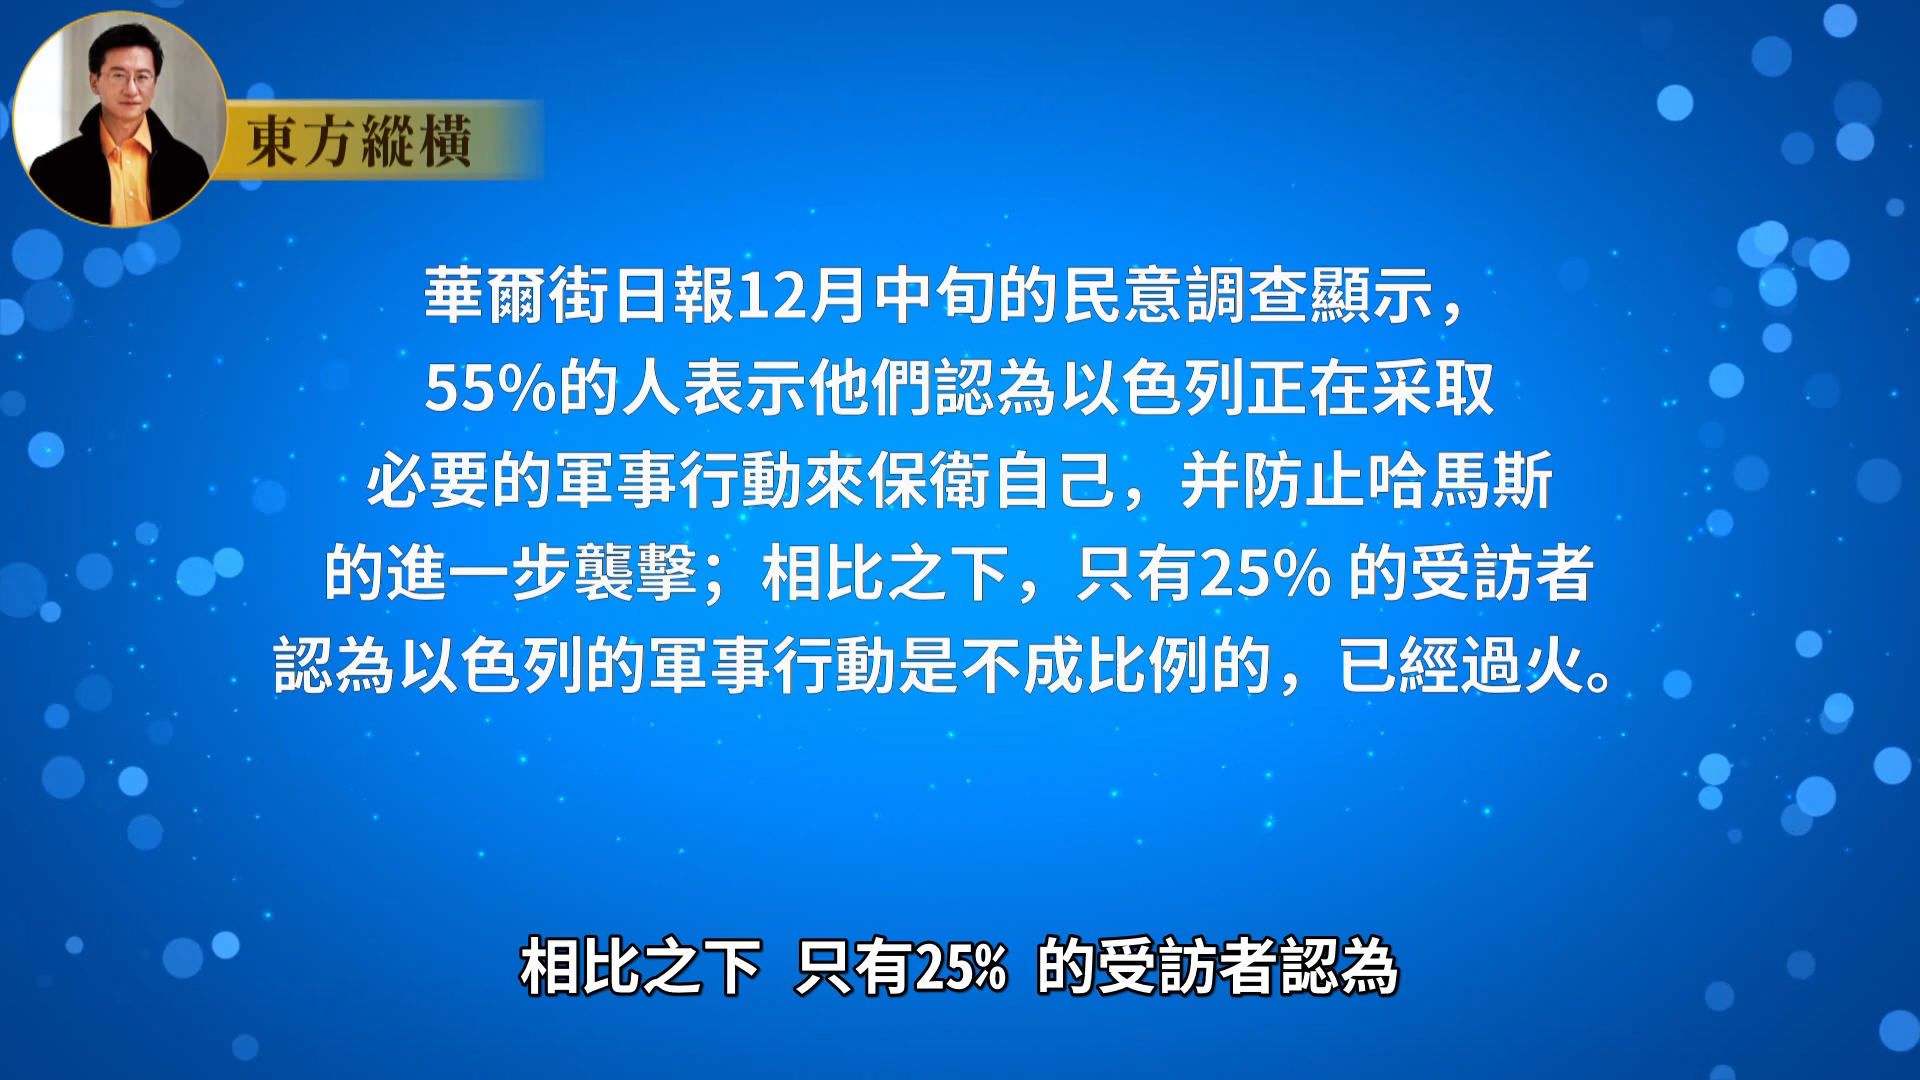 東方縱橫
華爾街日報12月中旬的民意調查顯示，
55%的人表示他們認為以色列正在采取
必要的軍事行動來保衛自己，并防止哈馬斯
的進一步襲擊；相比之下，只有25% 的受訪者
認為以色列的軍事行動是不成比例的，已經過火。
相比之下 只有25% 的受訪者認為